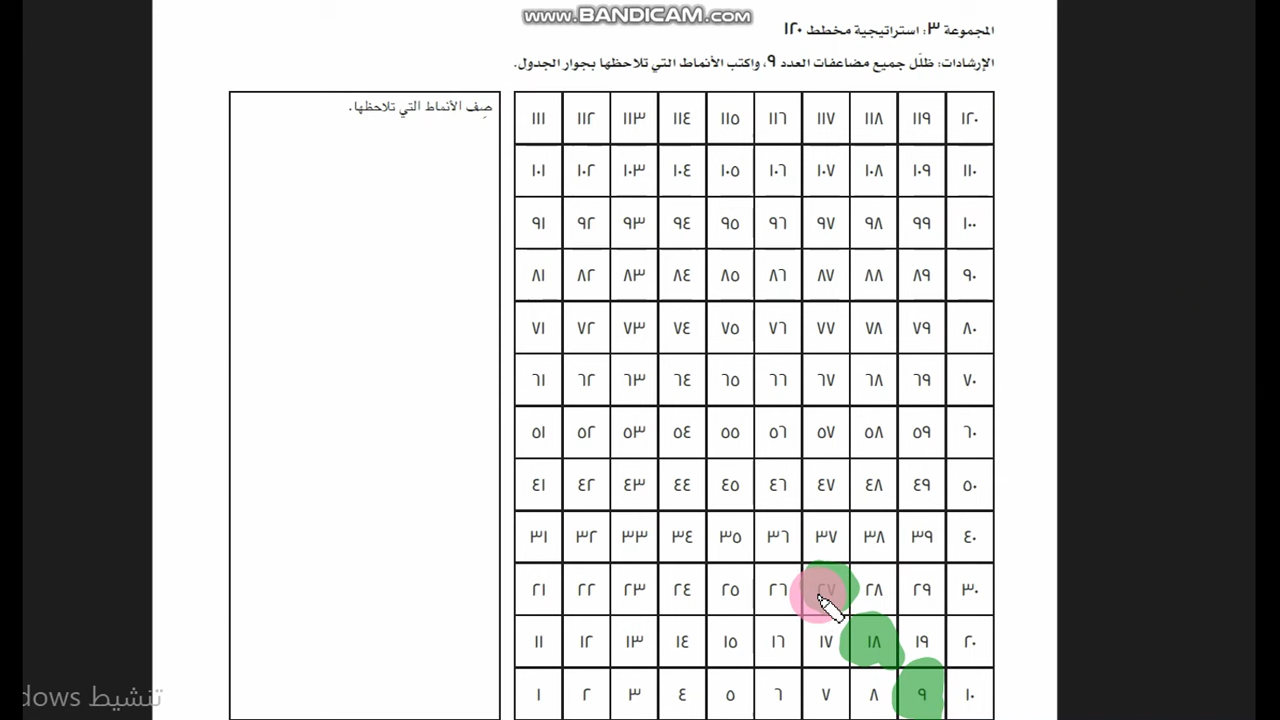 www.BANDICAM.com
المجموعة ٣: استراتيجية مخطط ١٢٠
الإرشادات: ظلّل جميع مضاعفات العدد ٩، واكتب الأنماط التي تلاحظها بجوار الجدول.
صِف الأنماط التي تلاحظها.
١١١ ١١٢ ١١٣ ١١٤ ١١٥ ١١٦ ١١٧ ١١٨ ١١٩ ١٢٠
١٠١ ١٠٢ ١٠٣ ١٠٤ ١٠٥ ١٠٦ ١٠٧ ١٠٨ ١٠٩ ١١٠
٩١ ٩٢ ٩٣ ٩٤ ٩٥ ٩٦ ٩٧ ٩٨ ٩٩ ١٠٠
٨١ ٨٢ ٨٣ ٨٤ ٨٥ ٨٦ ٨٧ ٨٨ ٨٩ ٩٠
٧١ ٧٢ ٧٣ ٧٤ ٧٥ ٧٦ ٧٧ ٧٨ ٧٩ ٨٠
٦١ ٦٢ ٦٣ ٦٤ ٦٥ ٦٦ ٦٧ ٦٨ ٦٩ ٧٠
٥١ ٥٢ ٥٣ ٥٤ ٥٥ ٥٦ ٥٧ ٥٨ ٥٩ ٦٠
٤١ ٤٢ ٤٣ ٤٤ ٤٥ ٤٦ ٤٧ ٤٨ ٤٩ ٥٠
٣١ ٣٢ ٣٣ ٣٤ ٣٥ ٣٦ ٣٧ ٣٨ ٣٩ ٤٠
٢١ ٢٢ ٢٣ ٢٤ ٢٥ ٢٦ ٢٧ ٢٨ ٢٩ ٣٠
١١ ١٢ ١٣ ١٤ ١٥ ١٦ ١٧ ١٨ ١٩ ٢٠
١ ٢ ٣ ٤ ٥ ٦ ٧ ٨ ٩ ١٠
تنشيط dows